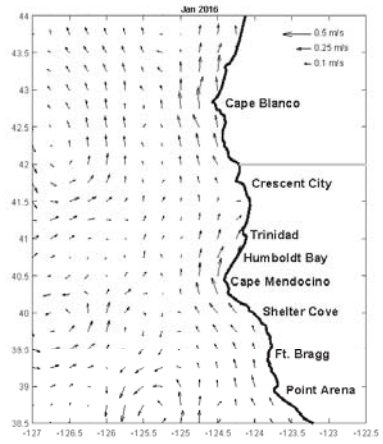 Jan 2016
44
0.5 m/s
43.5
0.25 m/s
0.1 m/s
43
Cape Blanco
42.5
42
Crescent City
41.5
Trinidad
41
Humboldt Bay
40.5
Cape Mendocino
40
Shelter Cove
39.5
Ft. Bragg
39
Point Arena
38.5
-127 -126.5 -126 -125.5 -125 -124.5 -124 -123.5 -123 -122.5